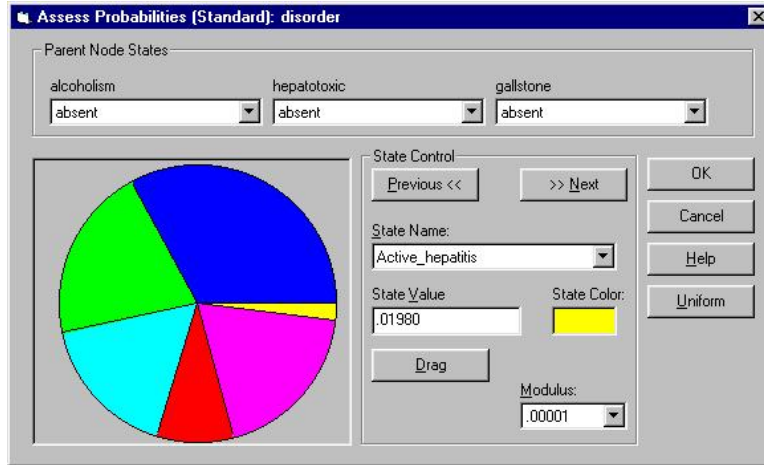 Assess Probabilities (Standard): disorder
Parent Node States
alcoholism hepatotoxic gallstone
absent absent absent
State Control
Previous << >> Next
State Name:
Active_hepatitis
State Value State Color:
.01980
Drag
Modulus:
.00001
OK
Cancel
Help
Uniform